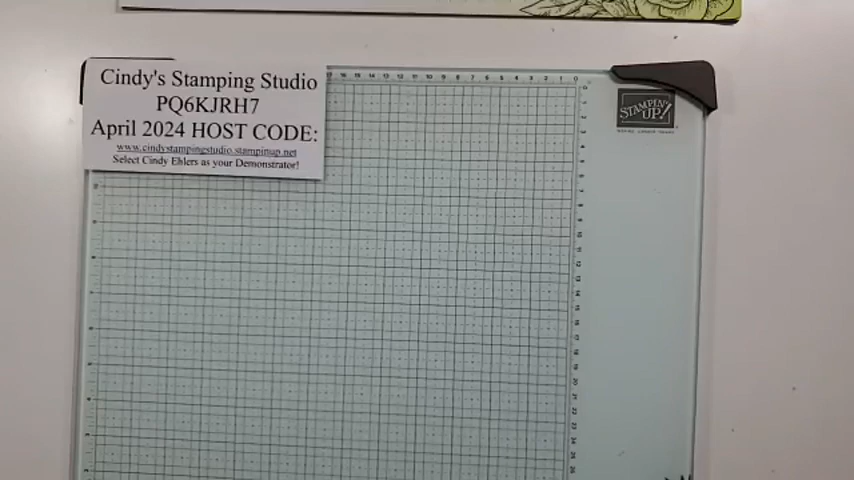 Cindy's Stamping Studio
PQ6KJRH7
April 2024 HOST CODE:
www.cindystampingstudio.stampinup.net
Select Cindy Ehlers as your Demonstrator!
STAMPIN' UP!